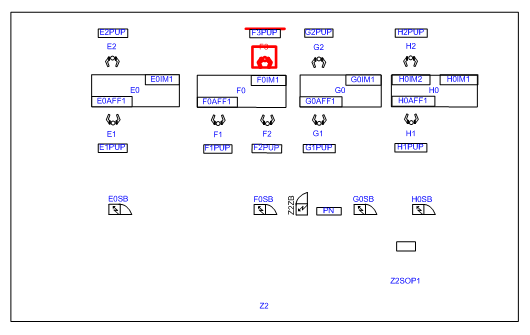 E2PUP F3PUP G2PUP H2PUP
E2 F3 G2 H2
E0IM1 F0IM1 G0IM1 H0IM2 H0IM1
E0 F0 G0 H0
E0AFF1 F0AFF1 G0AFF1 H0AFF1
E1 F1 F2 G1 H1
E1PUP F1PUP F2PUP G1PUP H1PUP
E0SB F0SB Z2ZB G0SB H0SB
PN
Z2SOP1
Z2